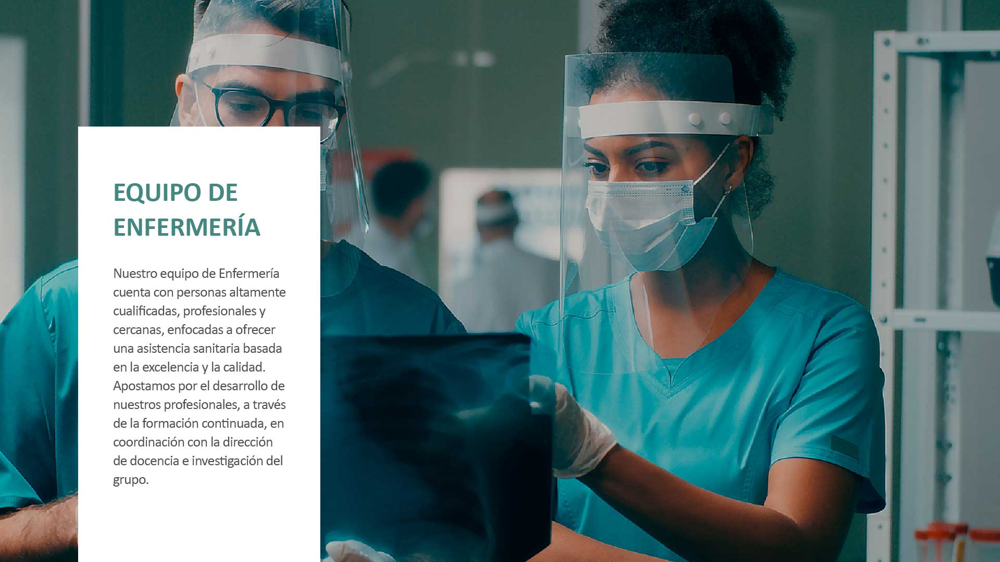 EQUIPO DE
ENFERMERÍA
Nuestro equipo de Enfermería
cuenta con personas altamente
cualificadas, profesionales y
cercanas, enfocadas a ofrecer
una asistencia sanitaria basada
en la excelencia y la calidad.
Apostamos por el desarrollo de
nuestros profesionales, a través
de la formación continuada, en
coordinación con la dirección
de docencia e investigación del
grupo.